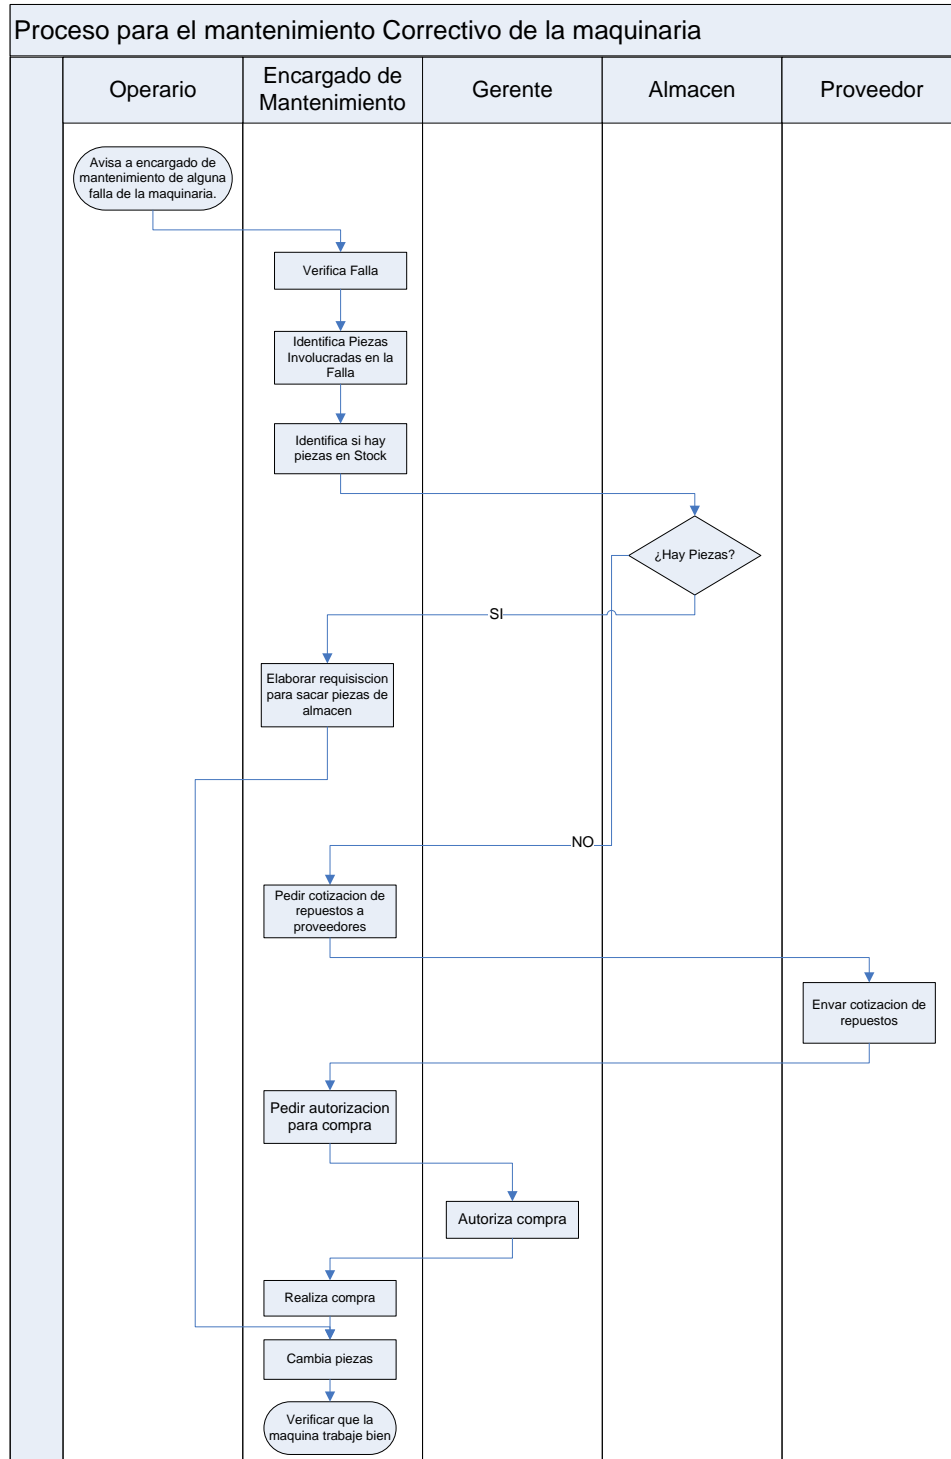 Proceso para el mantenimiento Correctivo de la maquinaria
Operario
Encargado de
Mantenimiento
Gerente
Almacen
Proveedor
Avisa a encargado de
mantenimiento de alguna
falla de la maquinaria.
Verifica Falla
Identifica Piezas
Involucradas en la
Falla
Identifica si hay
piezas en Stock
¿Hay Piezas?
SI
Elaborar requisiscion
para sacar piezas de
almacen
NO
Pedir cotizacion de
repuestos a
proveedores
Envar cotizacion de
repuestos
Pedir autorizacion
para compra
Autoriza compra
Realiza compra
Cambia piezas
Verificar que la
maquina trabaje bien